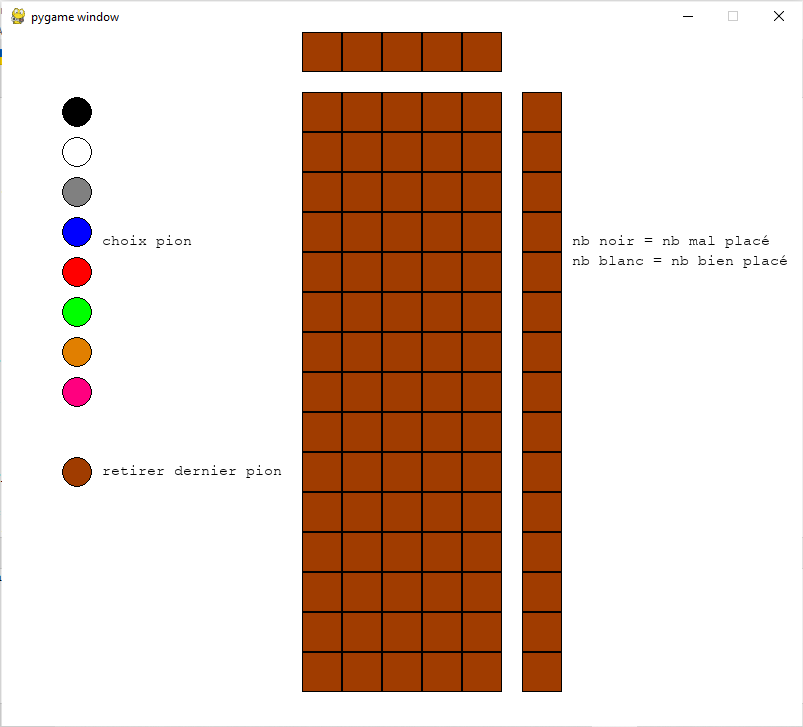 pygame window
choix pion
nb noir = nb mal placé
nb blanc = nb bien placé
retirer dernier pion